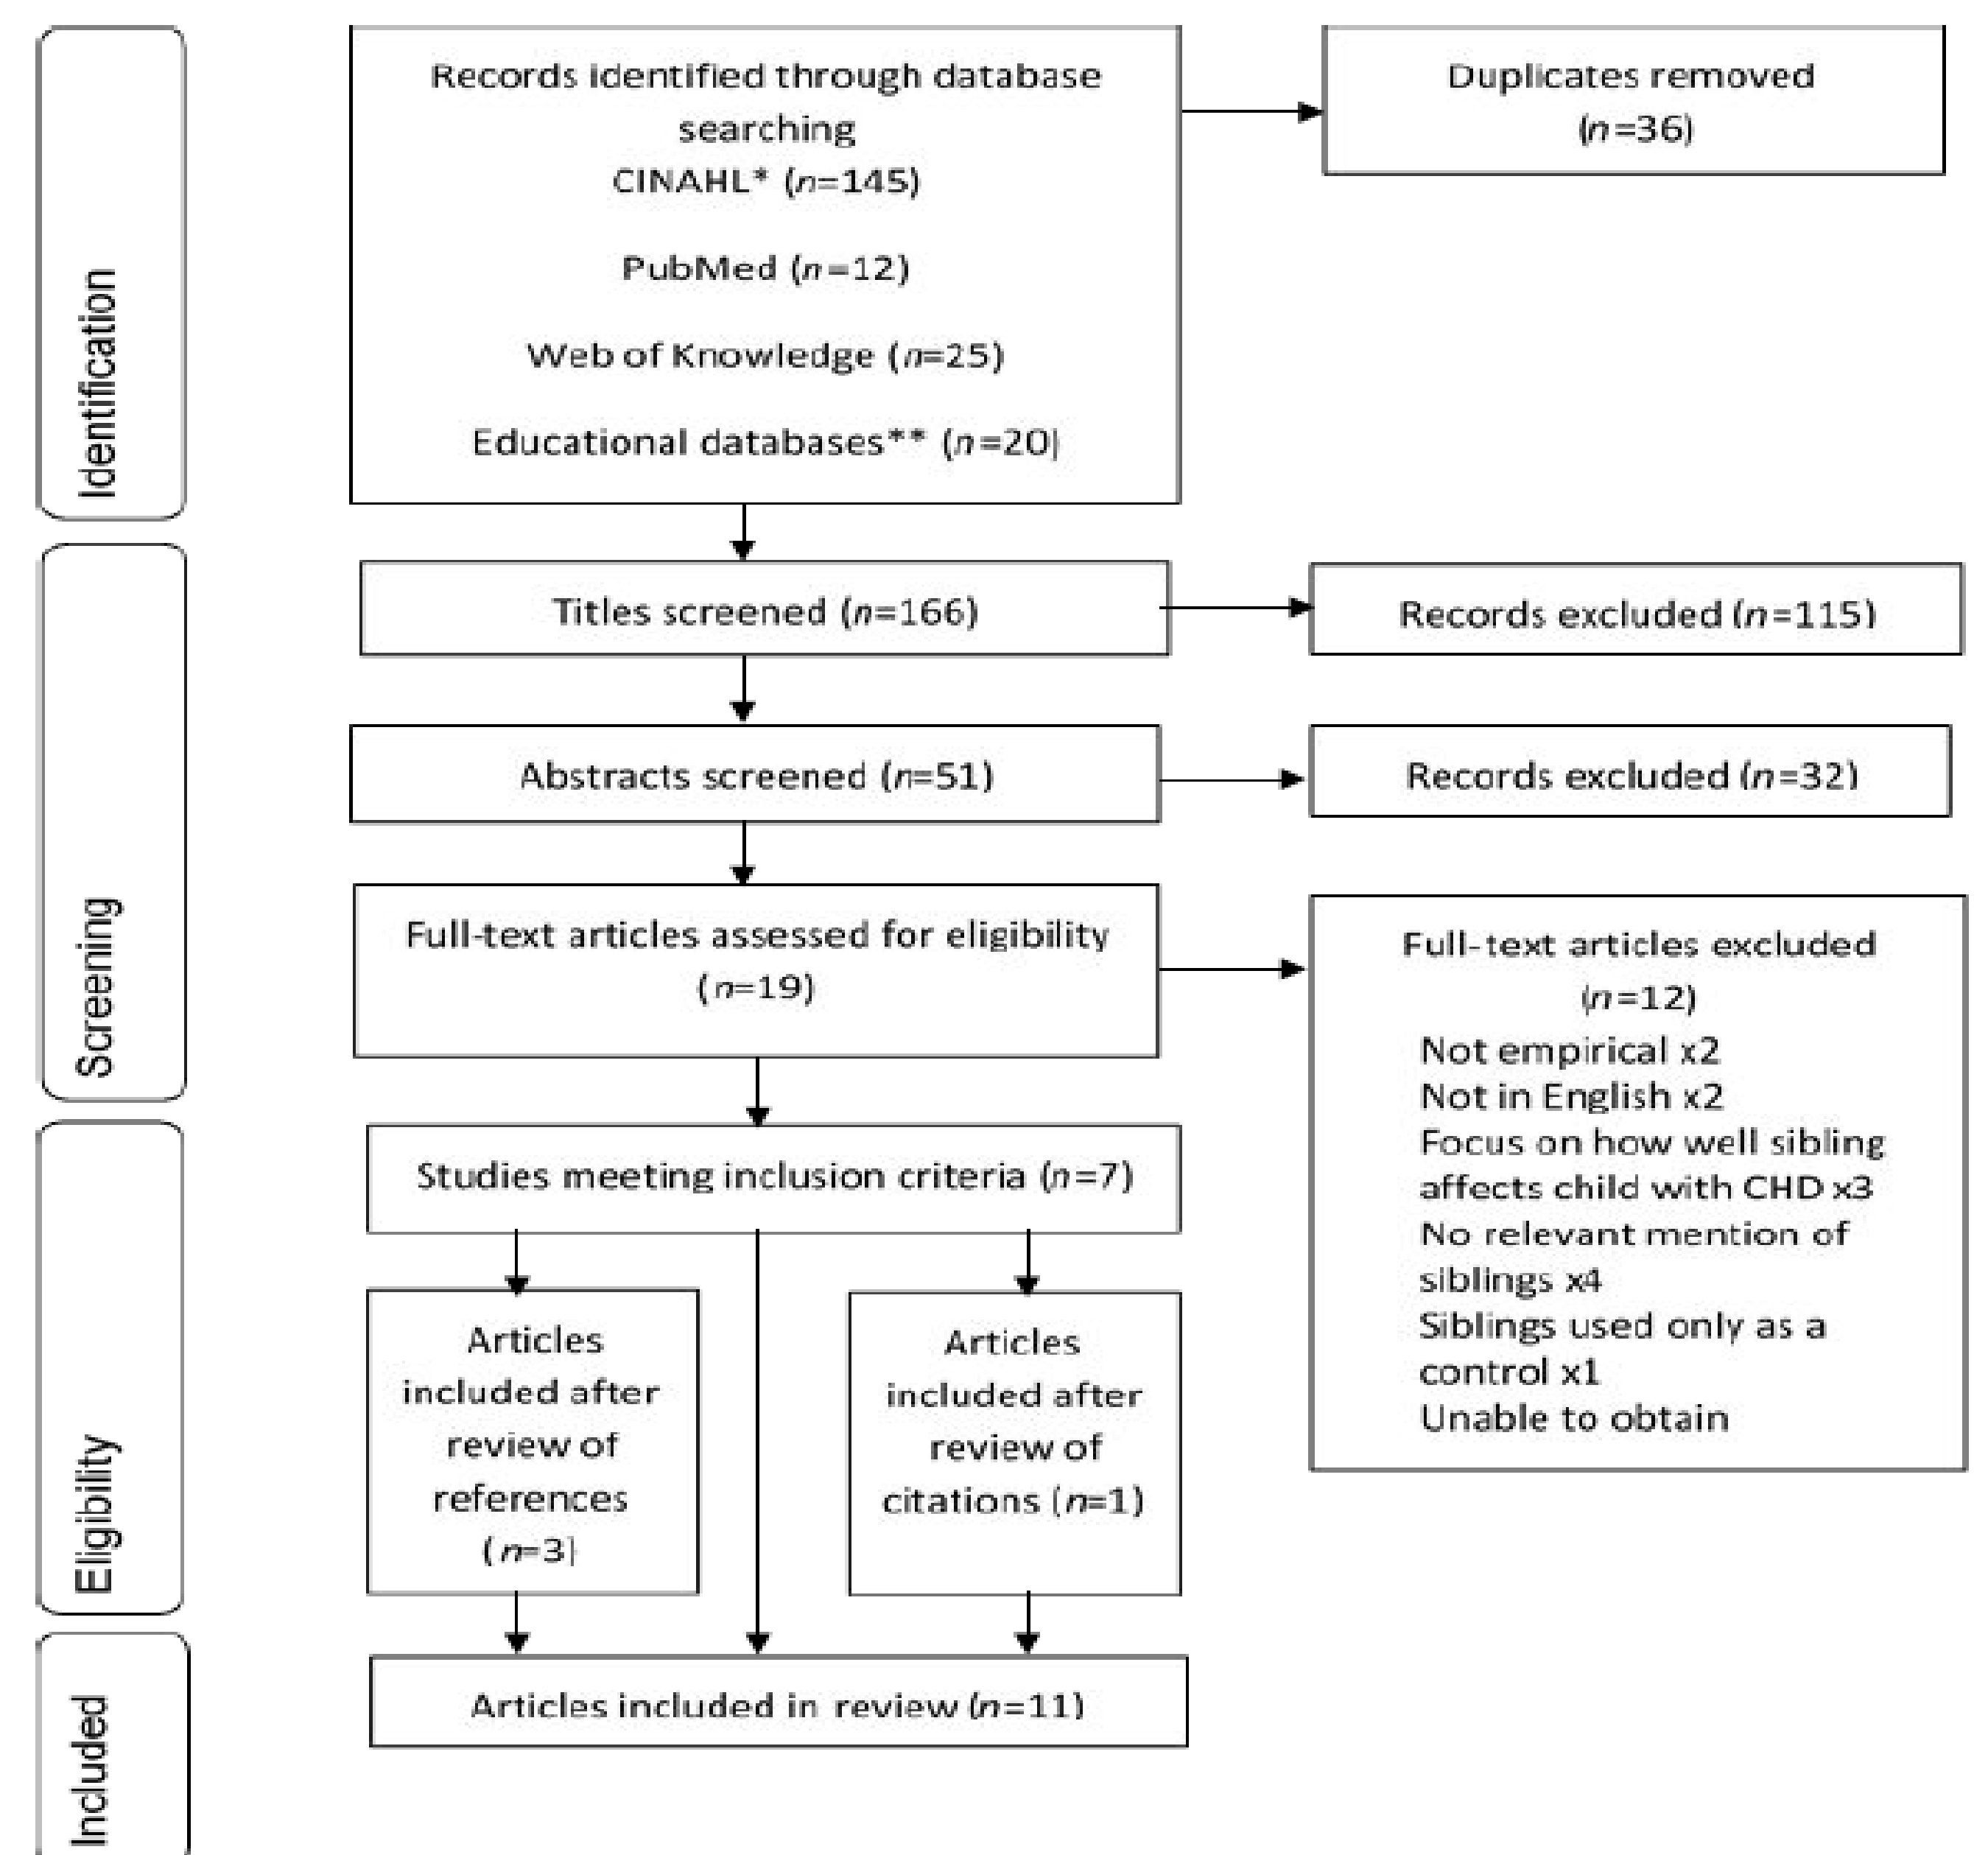 Identification
Records identified through database
searching
CINAHL* (n=145)
PubMed (n=12)
Web of Knowledge (n=25)
Educational databases** (n=20)
Duplicates removed
(n=36)
Screening
Titles screened (n=166)
Records excluded (n=115)
Abstracts screened (n=51)
Records excluded (n=32)
Full-text articles assessed for eligibility
(n=19)
Full-text articles excluded
(n=12)
Not empirical x2
Not in English x2
Focus on how well sibling
affects child with CHD x3
No relevant mention of
siblings x4
Siblings used only as a
control x1
Unable to obtain
Eligibility
Studies meeting inclusion criteria (n=7)
Articles
included after
review of
references
(n=3)
Articles
included after
review of
citations (n=1)
Included
Articles included in review (n=11)